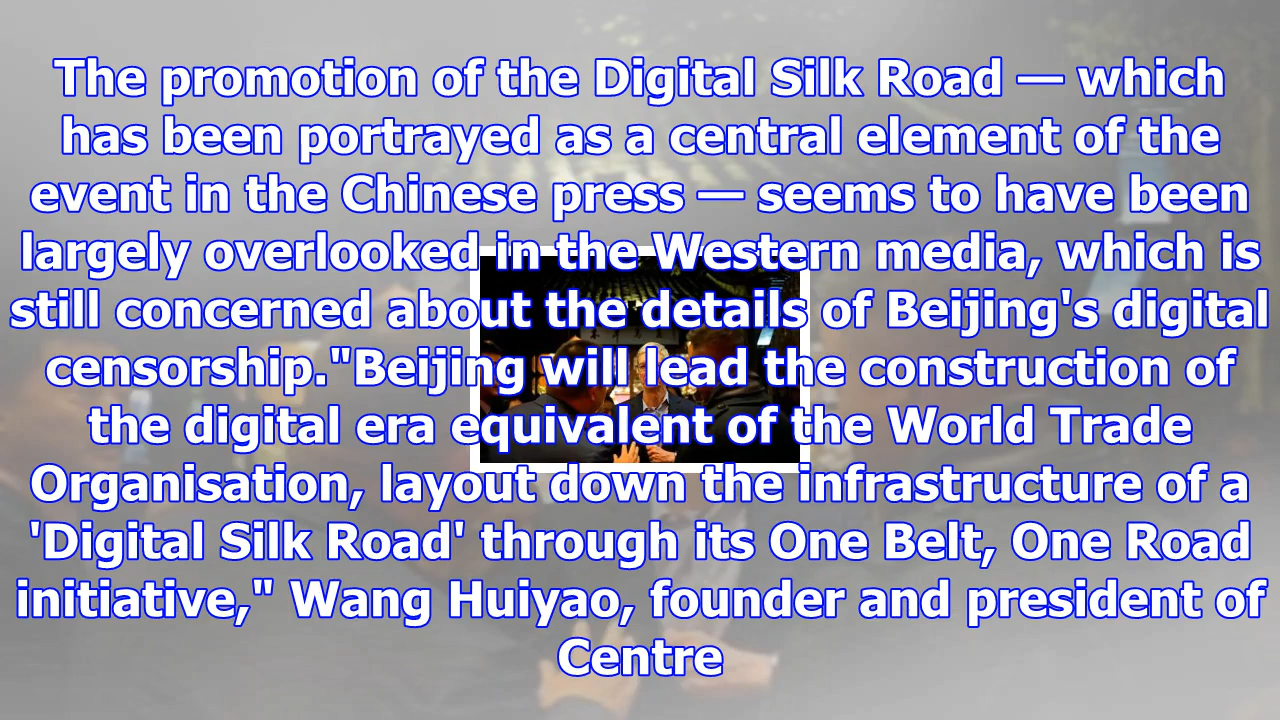 The promotion of the Digital Silk Road — which
has been portrayed as a central element of the
event in the Chinese press — seems to have been
largely overlooked in the Western media, which is
still concerned about the details of Beijing's digital
censorship."Beijing will lead the construction of
the digital era equivalent of the World Trade
Organisation, layout down the infrastructure of a
'Digital Silk Road' through its One Belt, One Road
initiative," Wang Huiyao, founder and president of
Centre